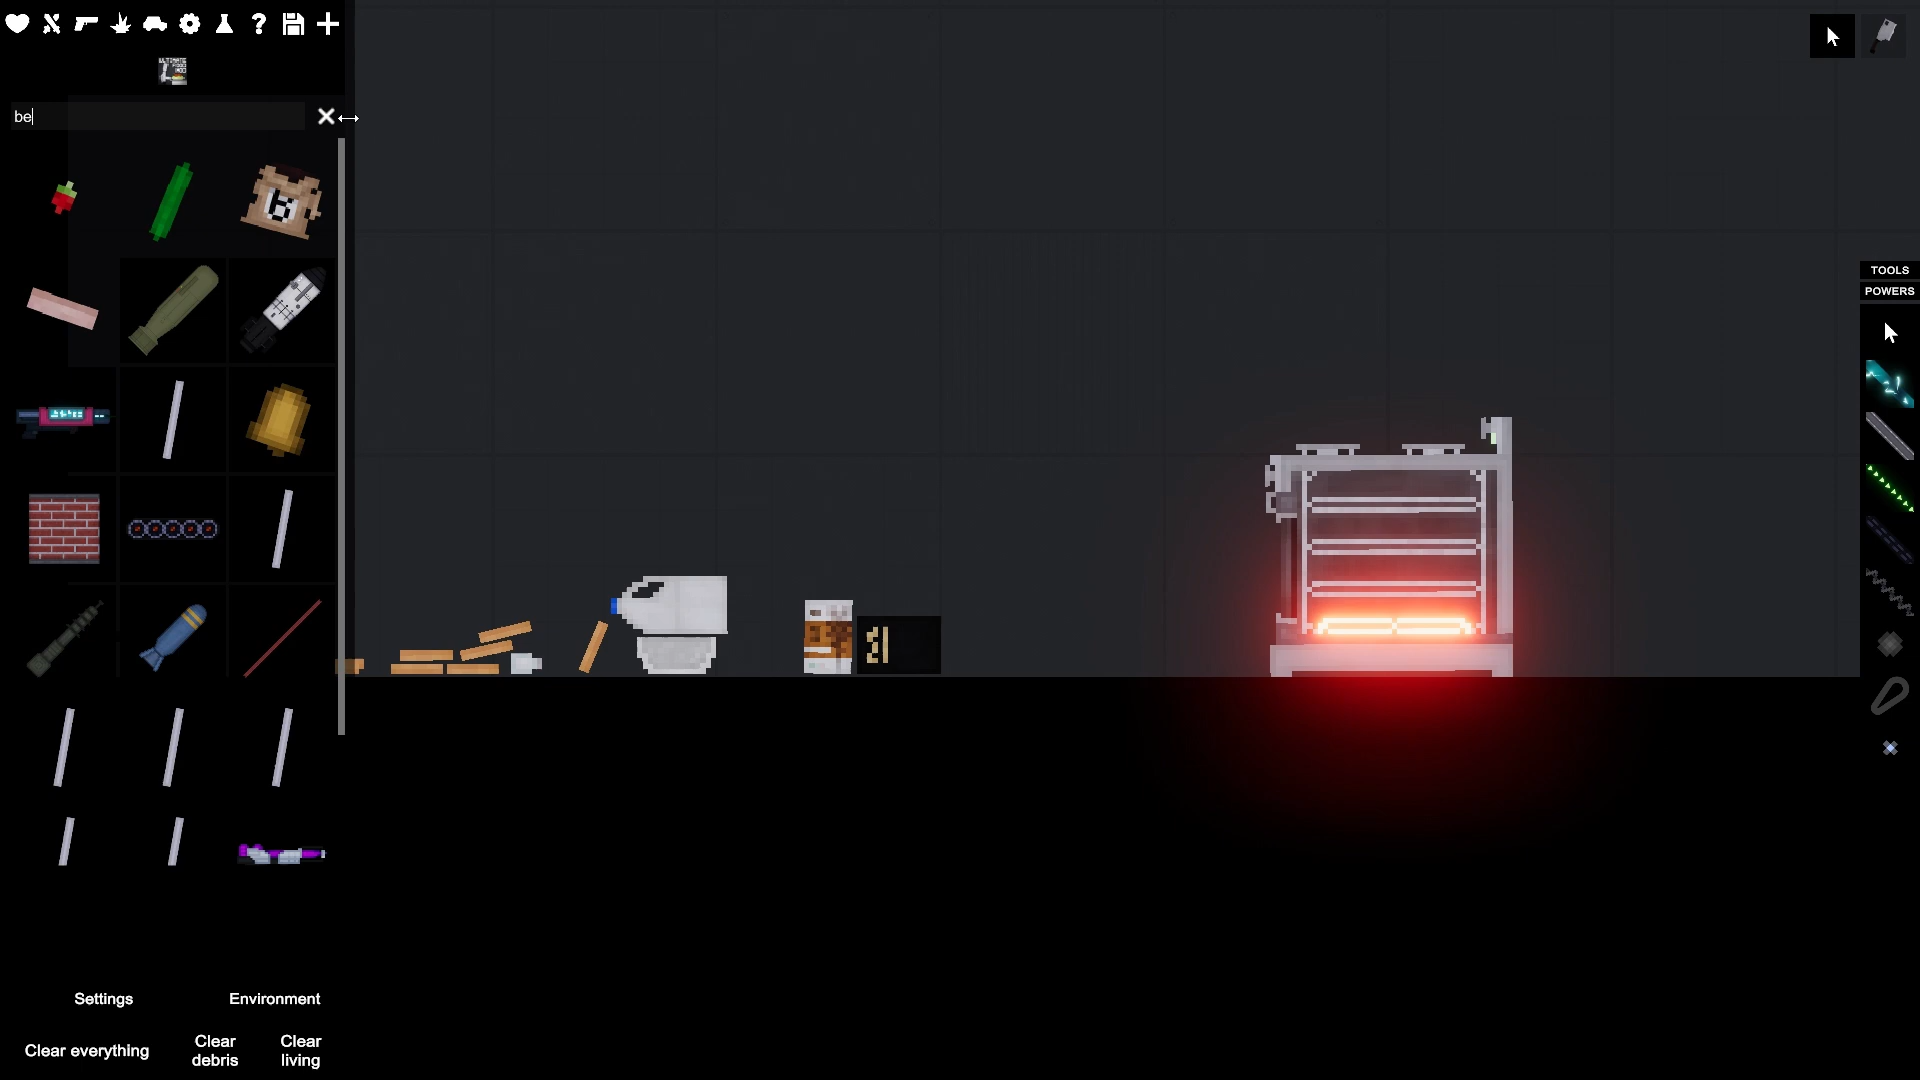 be
TOOLS
POWERS
Settings
Environment
Clear everything
Clear
debris
Clear
living